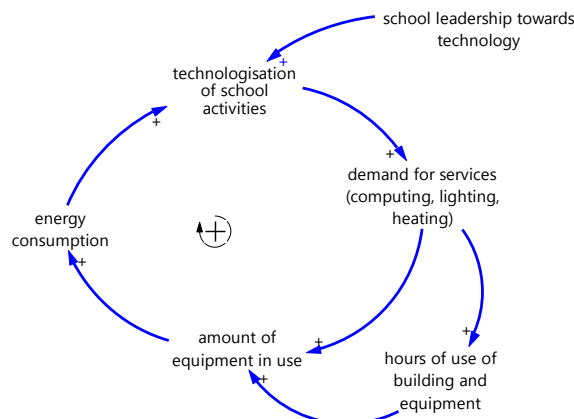 school leadership towards
technology
+
technologisation
of school
activities
+
+
demand for services
(computing, lighting,
heating)
energy
consumption
+
+
+
+
amount of
equipment in use
+
hours of use of
building and
equipment
+